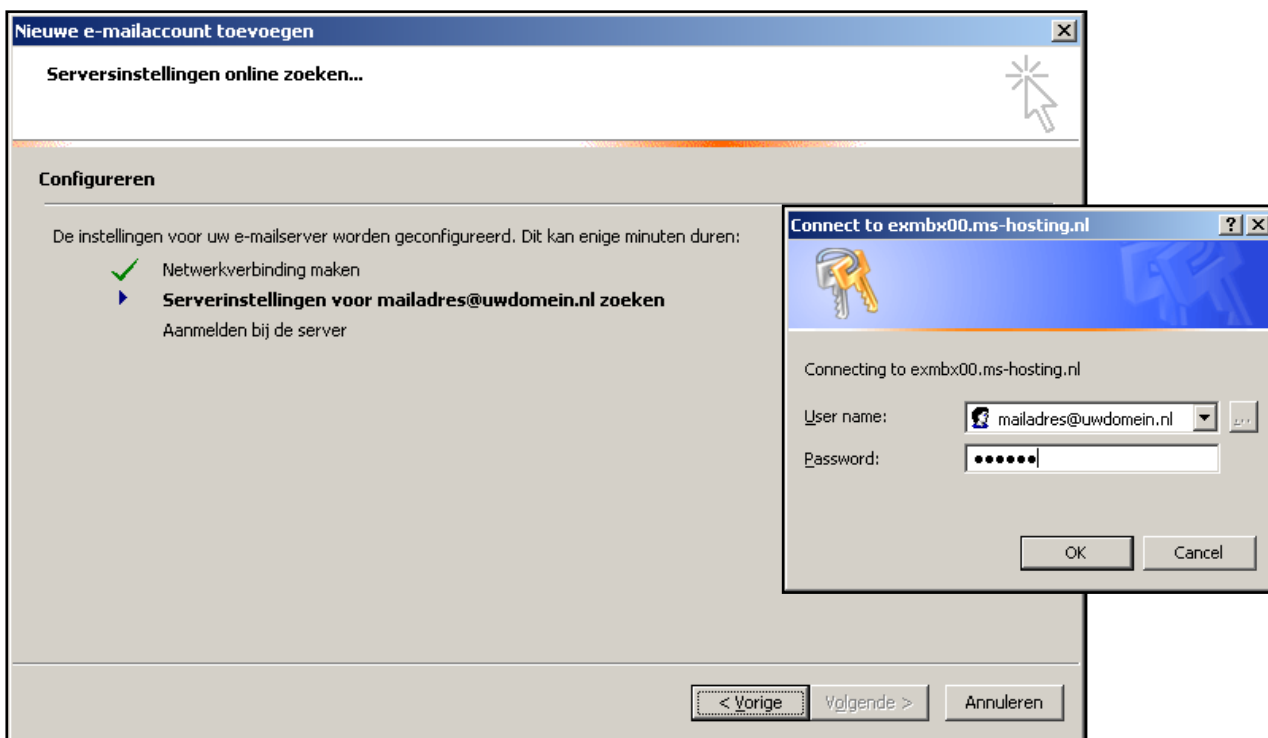 Nieuwe e-mailaccount toevoegen
Serversinstellingen online zoeken...
Configureren
De instellingen voor uw e-mailserver worden geconfigureerd. Dit kan enige minuten duren:
Netwerkverbinding maken
Serverinstellingen voor mailadres@uwdomein.nl zoeken
Aanmelden bij de server
< Vorige
Volgende >
Annuleren
Connect to exmbx00.ms-hosting.nl
Connecting to exmbx00.ms-hosting.nl
User name: mailadres@uwdomein.nl ...
Password: ●●●●●●
OK
Cancel